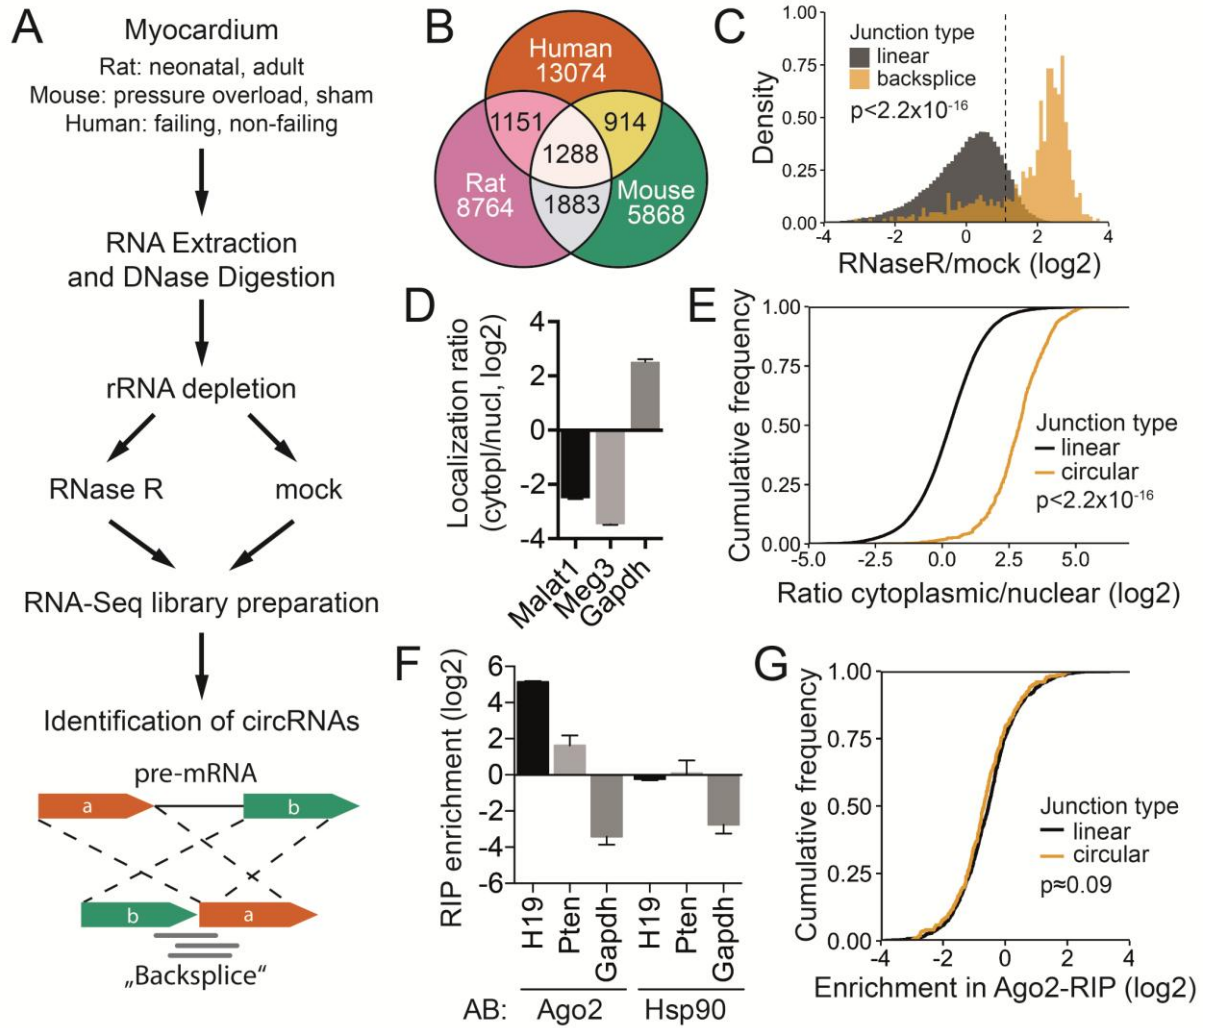 A
Myocardium
Rat: neonatal, adult
Mouse: pressure overload, sham
Human: failing, non-failing
RNA Extraction
and DNase Digestion
rRNA depletion
RNase R
mock
RNA-Seq library preparation
Identification of circRNAs
pre-mRNA
a
b
b
a
„Backsplice“
B
Human
13074
1151
914
1288
Rat
8764
Mouse
5868
1883
C
Density
1.00
0.75
0.50
0.25
0.00
Junction type
linear
backsplice
p<2.2x10⁻¹⁶
-4
-2
0
2
4
RNaseR/mock (log2)
D
Localization ratio
(cytopl/nucl, log2)
4
2
0
-2
-4
Malat1
Meg3
Gapdh
E
Cumulative frequency
1.00
0.75
0.50
0.25
0.00
Junction type
linear
circular
p<2.2x10⁻¹⁶
-5.0
-2.5
0.0
2.5
5.0
Ratio cytoplasmic/nuclear (log2)
F
RIP enrichment (log2)
6
4
2
0
-2
-4
-6
H19
Pten
Gapdh
H19
Pten
Gapdh
AB:
Ago2
Hsp90
G
Cumulative frequency
1.00
0.75
0.50
0.25
0.00
Junction type
linear
circular
p≈0.09
-4
-2
0
2
4
Enrichment in Ago2-RIP (log2)